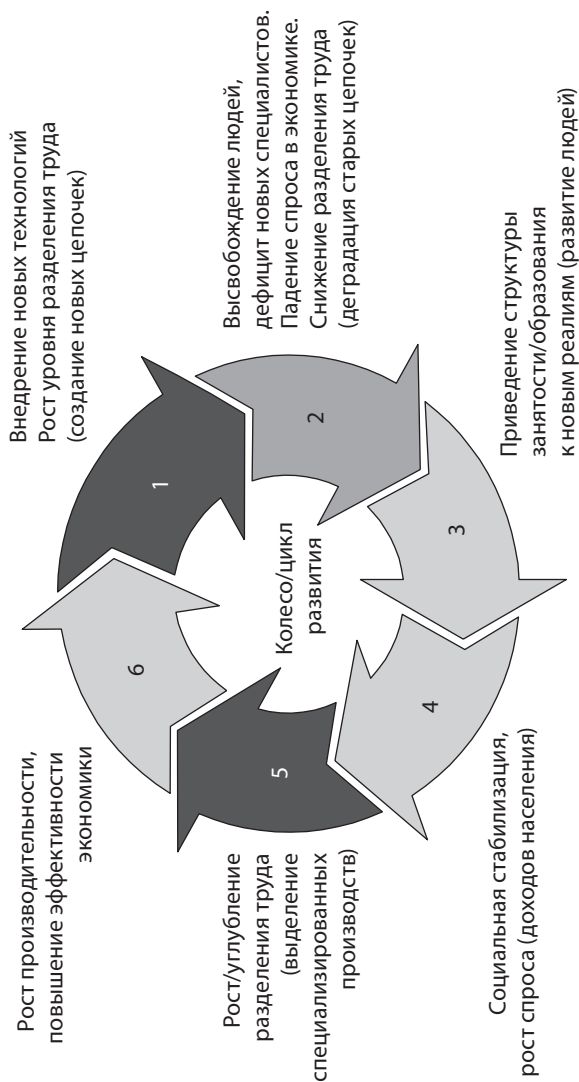 Внедрение новых технологий
Рост уровня разделения труда
(создание новых цепочек)
1
Высвобождение людей,
дефицит новых специалистов.
Падение спроса в экономике.
Снижение разделения труда
(деградация старых цепочек)
2
Приведение структуры
занятости/образования
к новым реалиям (развитие людей)
3
Социальная стабилизация,
рост спроса (доходов населения)
4
Рост/углубление
разделения труда
(выделение
специализированных
производств)
5
Рост производительности,
повышение эффективности
экономики
6
Колесо/цикл
развития